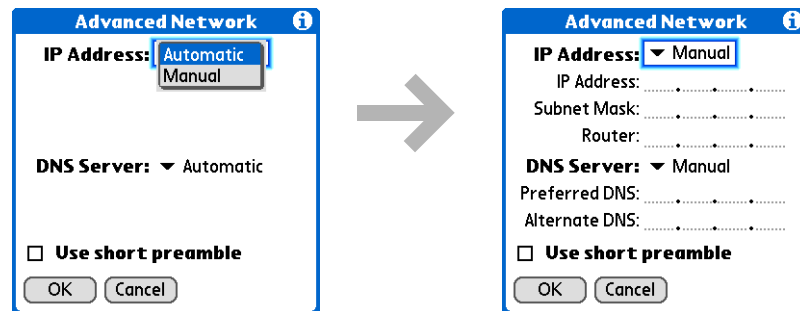 Advanced Network
IP Address: Automatic
Manual
DNS Server: Automatic
Use short preamble
OK Cancel
Advanced Network
IP Address: Manual
IP Address:
Subnet Mask:
Router:
DNS Server: Manual
Preferred DNS:
Alternate DNS:
Use short preamble
OK Cancel